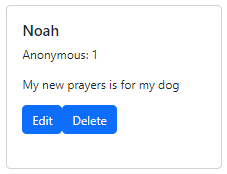 Noah
Anonymous: 1
My new prayers is for my dog
Edit Delete